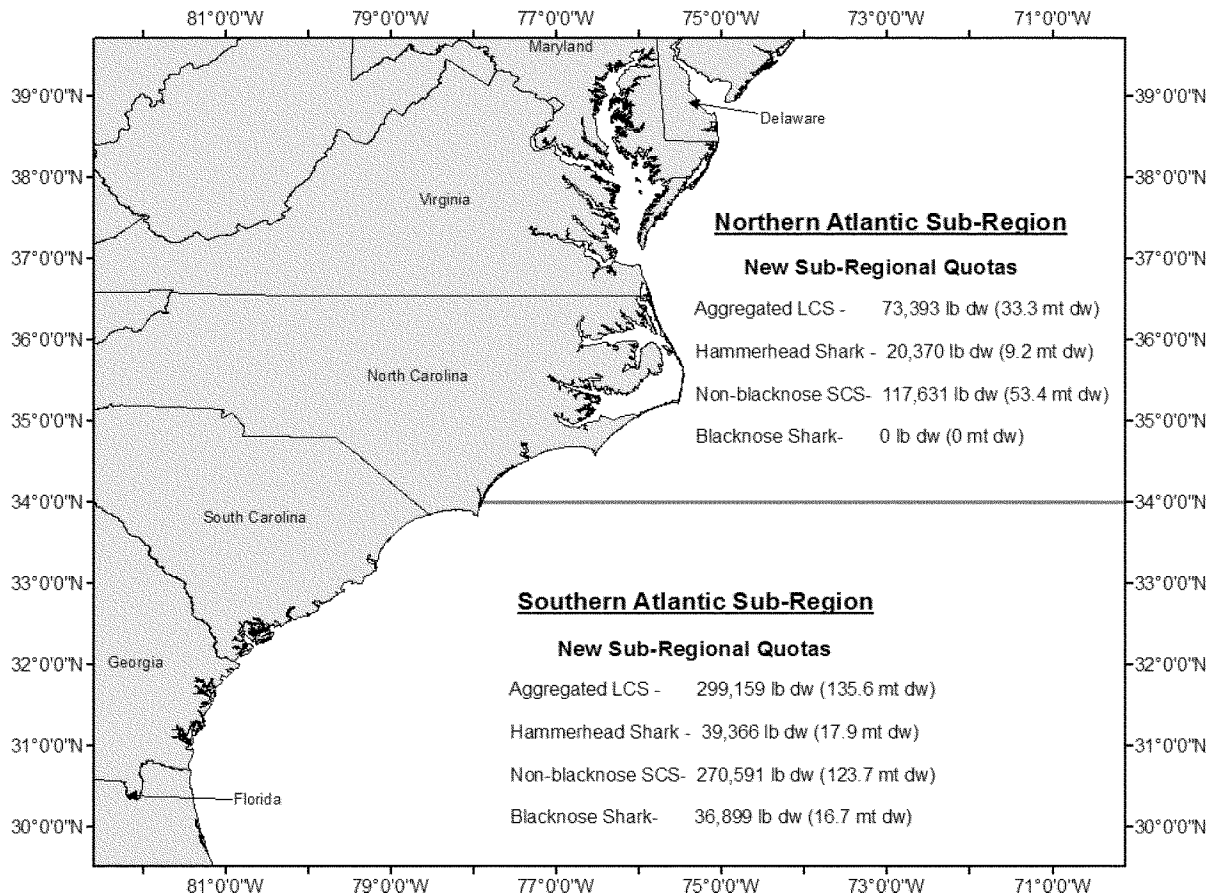 81°0'0"W 79°0'0"W 77°0'0"W 75°0'0"W 73°0'0"W 71°0'0"W
Maryland
39°0'0"N 39°0'0"N
Delaware
38°0'0"N 38°0'0"N
Virginia
Northern Atlantic Sub-Region
37°0'0"N 37°0'0"N
New Sub-Regional Quotas
Aggregated LCS - 73,393 lb dw (33.3 mt dw)
36°0'0"N 36°0'0"N
Hammerhead Shark - 20,370 lb dw (9.2 mt dw)
North Carolina
Non-blacknose SCS- 117,631 lb dw (53.4 mt dw)
35°0'0"N 35°0'0"N
Blacknose Shark- 0 lb dw (0 mt dw)
34°0'0"N 34°0'0"N
South Carolina
33°0'0"N 33°0'0"N
Southern Atlantic Sub-Region
New Sub-Regional Quotas
32°0'0"N 32°0'0"N
Georgia
Aggregated LCS - 299,159 lb dw (135.6 mt dw)
Hammerhead Shark - 39,366 lb dw (17.9 mt dw)
31°0'0"N 31°0'0"N
Non-blacknose SCS- 270,591 lb dw (123.7 mt dw)
Florida
Blacknose Shark- 36,899 lb dw (16.7 mt dw)
30°0'0"N 30°0'0"N
81°0'0"W 79°0'0"W 77°0'0"W 75°0'0"W 73°0'0"W 71°0'0"W